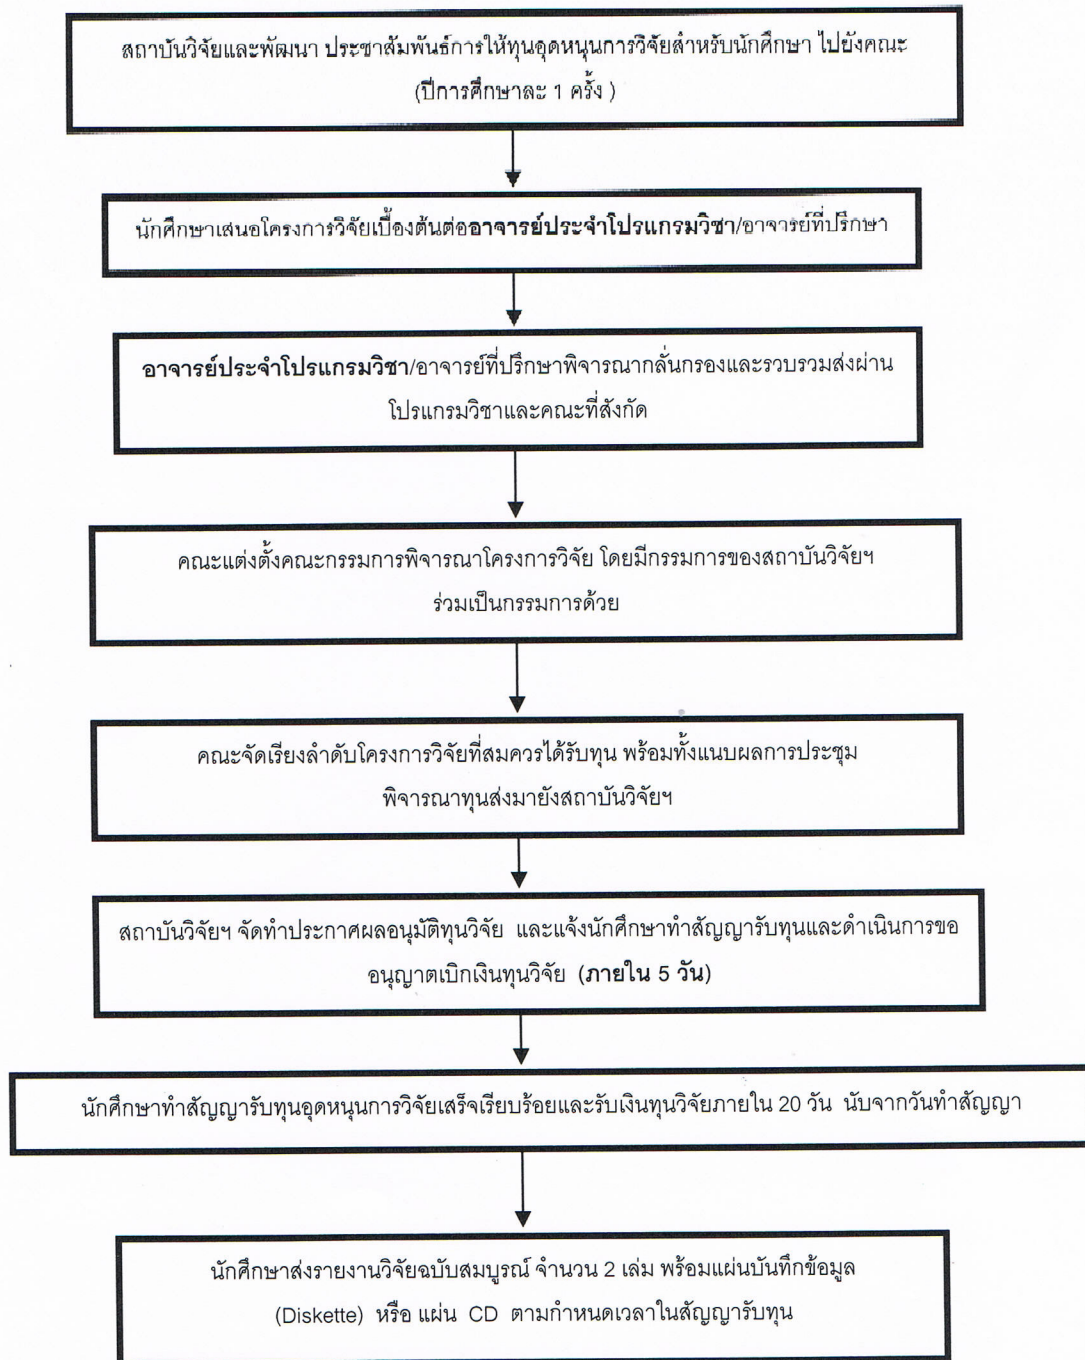 สถาบันวิจัยและพัฒนา ประชาสัมพันธ์การให้ทุนอุดหนุนการวิจัยสำหรับนักศึกษา ไปยังคณะ
(ปีการศึกษาละ 1 ครั้ง )
นักศึกษาเสนอโครงการวิจัยเบื้องต้นต่ออาจารย์ประจำโปรแกรมวิชา/อาจารย์ที่ปรึกษา
อาจารย์ประจำโปรแกรมวิชา/อาจารย์ที่ปรึกษาพิจารณากลั่นกรองและรวบรวมส่งผ่าน
โปรแกรมวิชาและคณะที่สังกัด
คณะแต่งตั้งคณะกรรมการพิจารณาโครงการวิจัย โดยมีกรรมการของสถาบันวิจัยฯ
ร่วมเป็นกรรมการด้วย
คณะจัดเรียงลำดับโครงการวิจัยที่สมควรได้รับทุน พร้อมทั้งแนบผลการประชุม
พิจารณาทุนส่งมายังสถาบันวิจัยฯ
สถาบันวิจัยฯ จัดทำประกาศผลอนุมัติทุนวิจัย และแจ้งนักศึกษาทำสัญญารับทุนและดำเนินการขอ
อนุญาตเบิกเงินทุนวิจัย (ภายใน 5 วัน)
นักศึกษาทำสัญญารับทุนอุดหนุนการวิจัยเสร็จเรียบร้อยและรับเงินทุนวิจัยภายใน 20 วัน นับจากวันทำสัญญา
นักศึกษาส่งรายงานวิจัยฉบับสมบูรณ์ จำนวน 2 เล่ม พร้อมแผ่นบันทึกข้อมูล
(Diskette) หรือ แผ่น CD ตามกำหนดเวลาในสัญญารับทุน